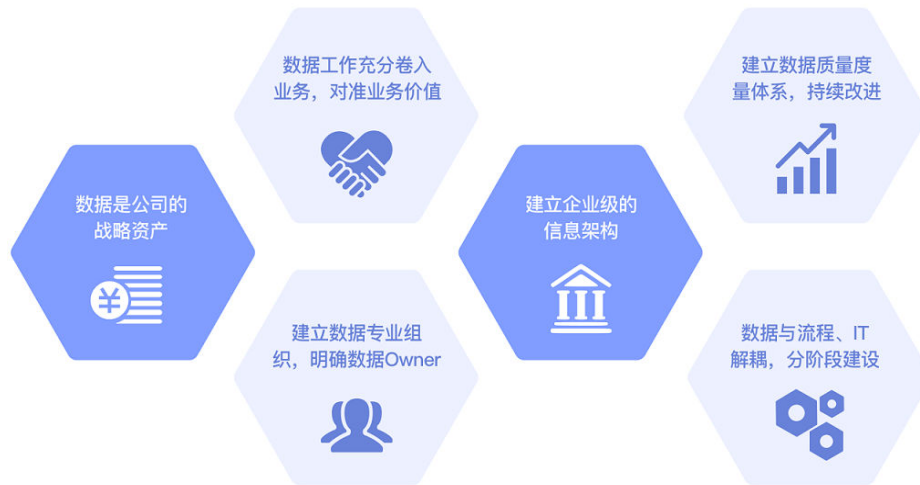 数据是公司的
战略资产
¥
数据工作充分卷入
业务，对准业务价值
建立数据专业组
织，明确数据Owner
建立企业级的
信息架构
建立数据质量度
量体系，持续改进
数据与流程、IT
解耦，分阶段建设